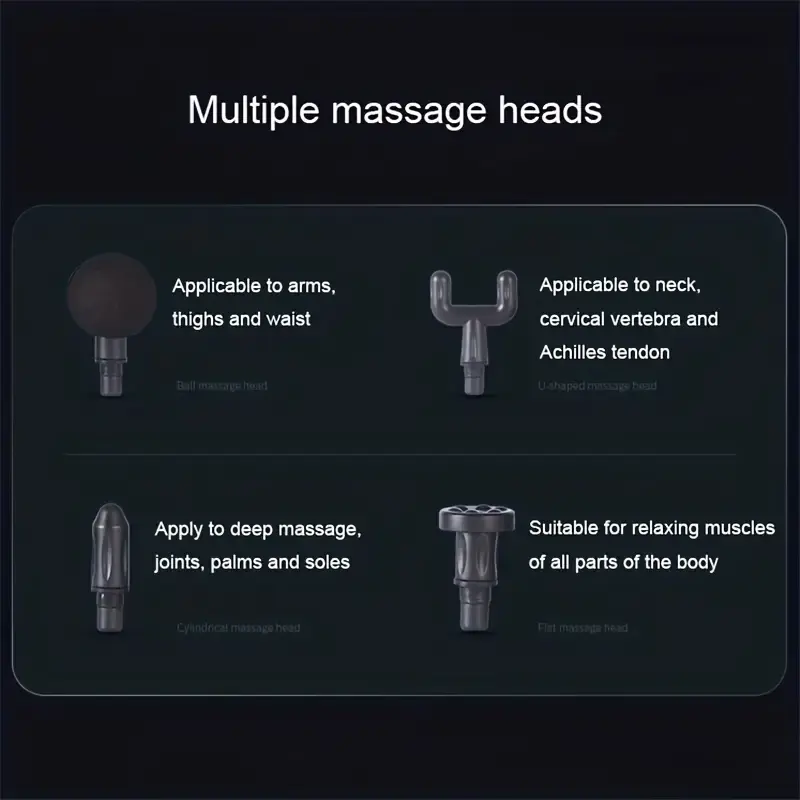 Multiple massage heads
Applicable to arms,
thighs and waist
Ball massage head
Applicable to neck,
cervical vertebra and
Achilles tendon
U-shaped massage head
Apply to deep massage,
joints, palms and soles
Cylindrical massage head
Suitable for relaxing muscles
of all parts of the body
Flat massage head